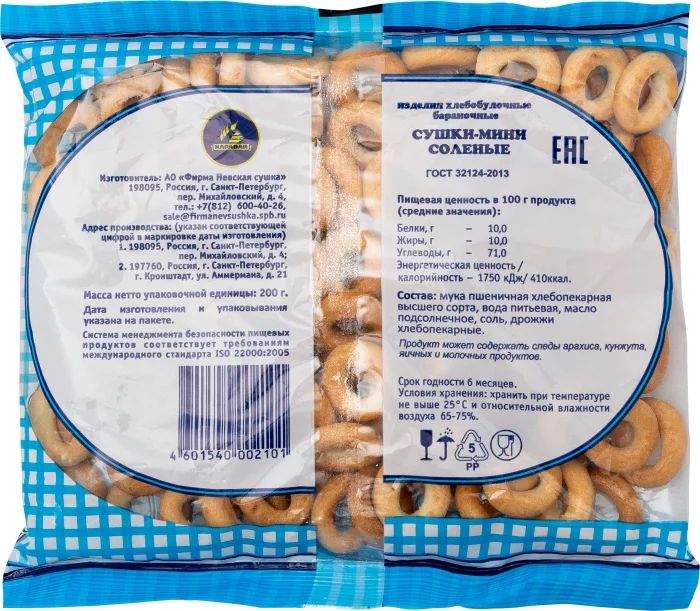 КАРАВАЙ
Изготовитель: АО «Фирма Невская сушка»
198095, Россия, г. Санкт-Петербург,
пер. Михайловский, д. 4,
тел.:+7(812) 600-40-26,
sale@firmanevsushka.spb.ru
Адрес производства: (указан соответствующей
цифрой в маркировке даты изготовления)
1. 198095, Россия, г. Санкт-Петербург,
пер. Михайловский, д. 4;
2. 197760, Россия, г. Санкт-Петербург,
г. Кронштадт, ул. Аммермана, д. 21
Масса нетто упаковочной единицы: 200 г.
Дата изготовления и упаковывания
указана на пакете.
Система менеджмента безопасности пищевых
продуктов соответствует требованиям
международного стандарта ISO 22000:2005
4 601540 002101
изделия хлебобулочные
бараночные
СУШКИ-МИНИ
СОЛЕНЫЕ
ЕАС
ГОСТ 32124-2013
Пищевая ценность в 100 г продукта
(средние значения):
Белки, г – 10,0
Жиры, г – 10,0
Углеводы, г – 71,0
Энергетическая ценность /
калорийность – 1750 кДж/ 410ккал.
Состав: мука пшеничная хлебопекарная
высшего сорта, вода питьевая, масло
подсолнечное, соль, дрожжи
хлебопекарные.
Продукт может содержать следы арахиса, кунжута,
яичных и молочных продуктов.
Срок годности 6 месяцев.
Условия хранения: хранить при температуре
не выше 25°С и относительной влажности
воздуха 65-75%.
5
PP